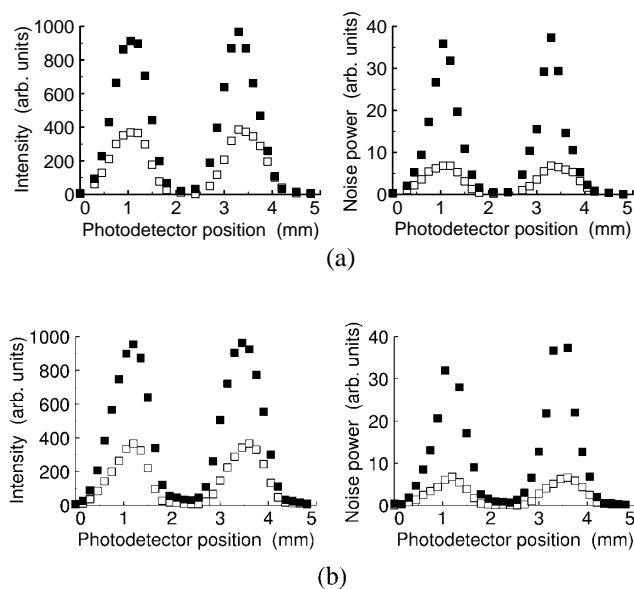 1000
800
600
400
200
0
Intensity (arb. units)
0 1 2 3 4 5
Photodetector position (mm)
40
30
20
10
0
Noise power (arb. units)
0 1 2 3 4 5
Photodetector position (mm)
(a)
1000
800
600
400
200
0
Intensity (arb. units)
0 1 2 3 4 5
Photodetector position (mm)
40
30
20
10
0
Noise power (arb. units)
0 1 2 3 4 5
Photodetector position (mm)
(b)